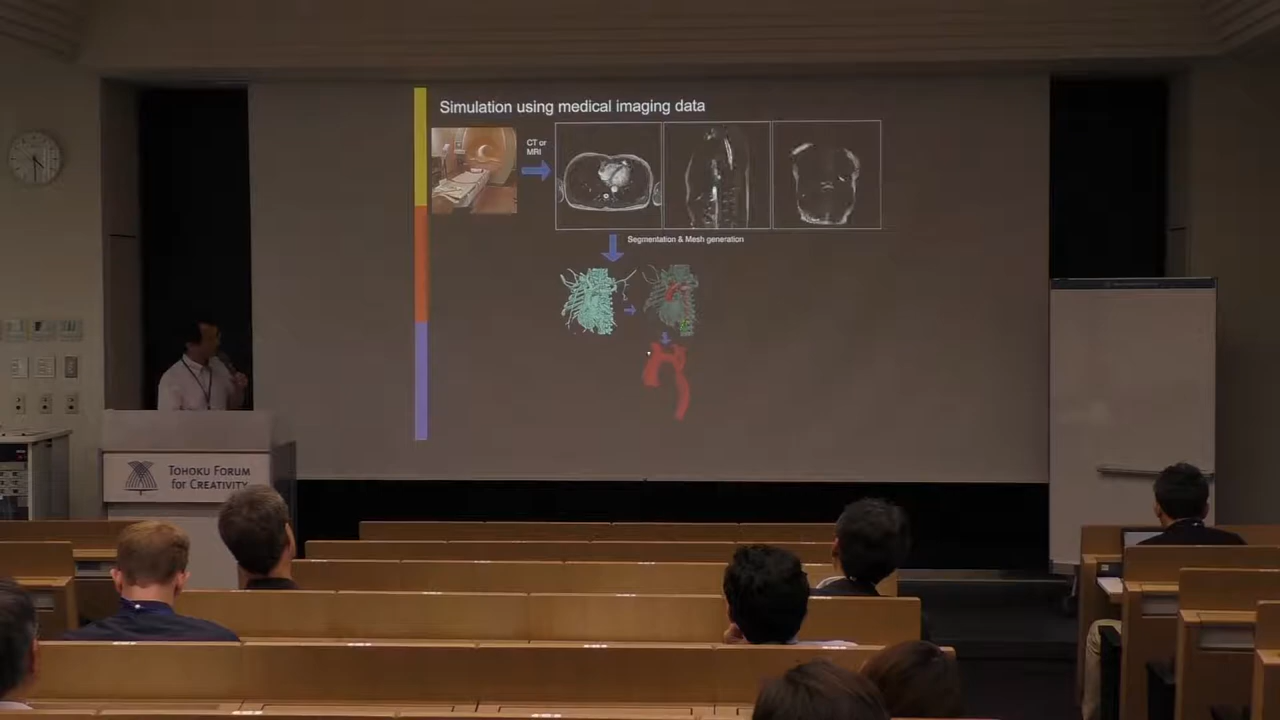 Simulation using medical imaging data
CT or
MRI
Segmentation & Mesh generation
TOHOKU FORUM
for CREATIVITY